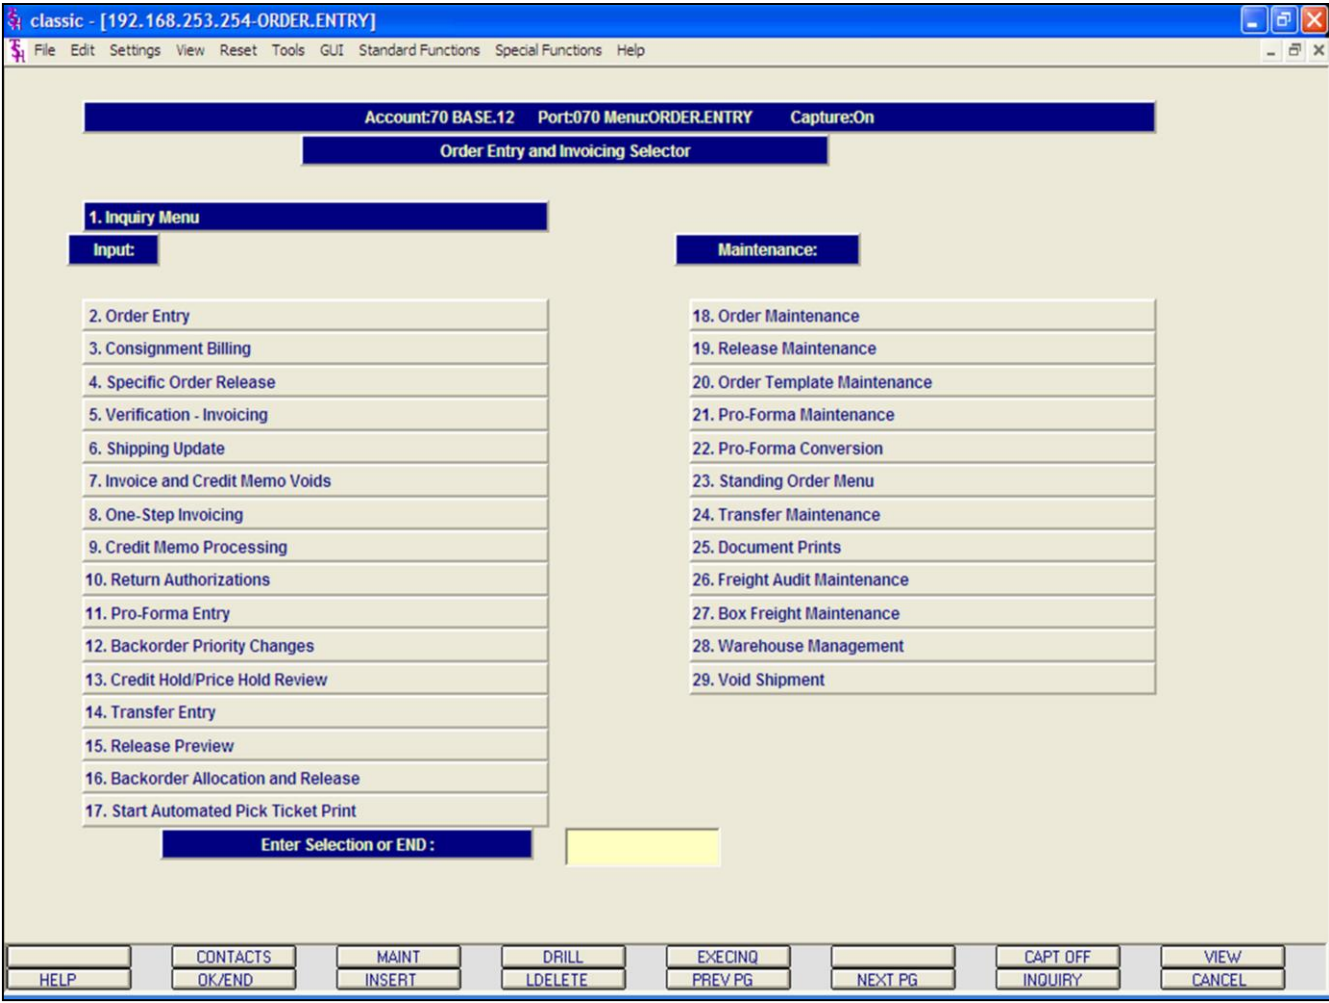 classic - [192.168.253.254-ORDER.ENTRY]
File Edit Settings View Reset Tools GUI Standard Functions Special Functions Help
Account:70 BASE.12 Port:070 Menu:ORDER.ENTRY Capture:On
Order Entry and Invoicing Selector
1. Inquiry Menu
Input:
2. Order Entry
3. Consignment Billing
4. Specific Order Release
5. Verification - Invoicing
6. Shipping Update
7. Invoice and Credit Memo Voids
8. One-Step Invoicing
9. Credit Memo Processing
10. Return Authorizations
11. Pro-Forma Entry
12. Backorder Priority Changes
13. Credit Hold/Price Hold Review
14. Transfer Entry
15. Release Preview
16. Backorder Allocation and Release
17. Start Automated Pick Ticket Print
Maintenance:
18. Order Maintenance
19. Release Maintenance
20. Order Template Maintenance
21. Pro-Forma Maintenance
22. Pro-Forma Conversion
23. Standing Order Menu
24. Transfer Maintenance
25. Document Prints
26. Freight Audit Maintenance
27. Box Freight Maintenance
28. Warehouse Management
29. Void Shipment
Enter Selection or END :
CONTACTS MAINT DRILL EXECINQ CAPT OFF VIEW
HELP OK/END INSERT LDELETE PREV PG NEXT PG INQUIRY CANCEL